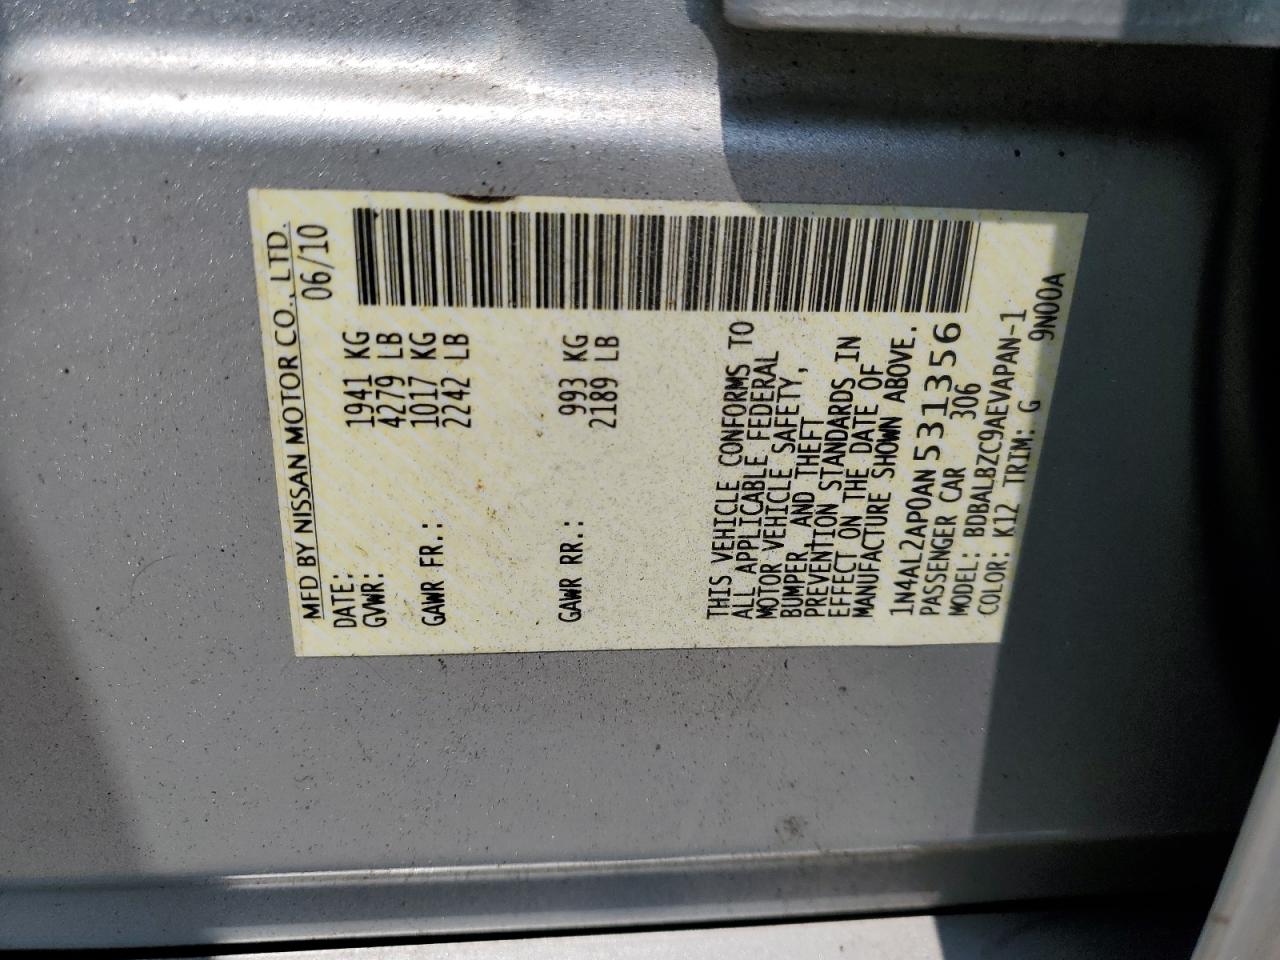 MFD BY NISSAN MOTOR CO., LTD.
DATE: 06/10
GVWR: 1941 KG
4279 LB
GAWR FR.: 1017 KG
2242 LB
GAWR RR.: 993 KG
2189 LB
THIS VEHICLE CONFORMS TO
ALL APPLICABLE FEDERAL
MOTOR VEHICLE SAFETY,
BUMPER, AND THEFT
PREVENTION STANDARDS IN
EFFECT ON THE DATE OF
MANUFACTURE SHOWN ABOVE.
1N4AL2AP0AN531356
PASSENGER CAR 306
MODEL: BDBALBZC9AEVAPAN-1
COLOR: K12 TRIM: G 9N00A